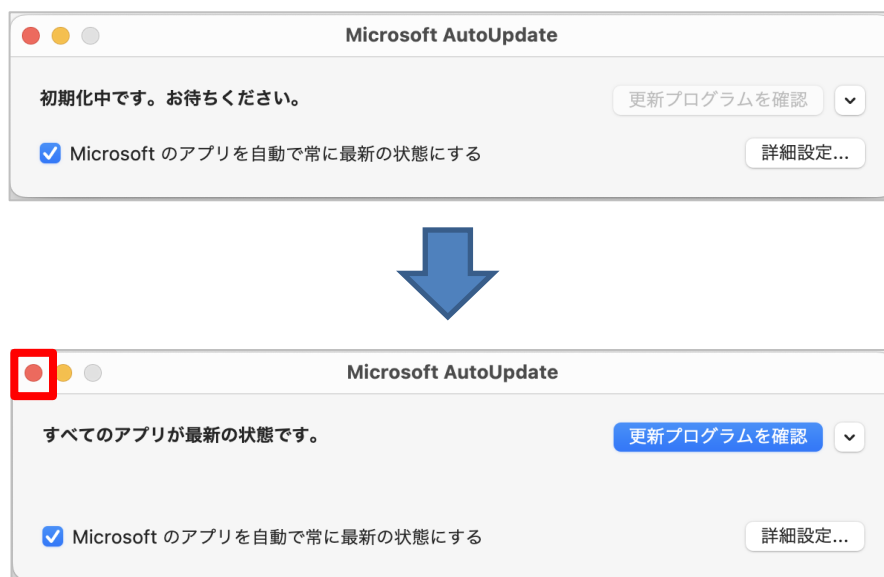 Microsoft AutoUpdate
初期化中です。お待ちください。
更新プログラムを確認
Microsoft のアプリを自動で常に最新の状態にする
詳細設定...
Microsoft AutoUpdate
すべてのアプリが最新の状態です。
更新プログラムを確認
Microsoft のアプリを自動で常に最新の状態にする
詳細設定...